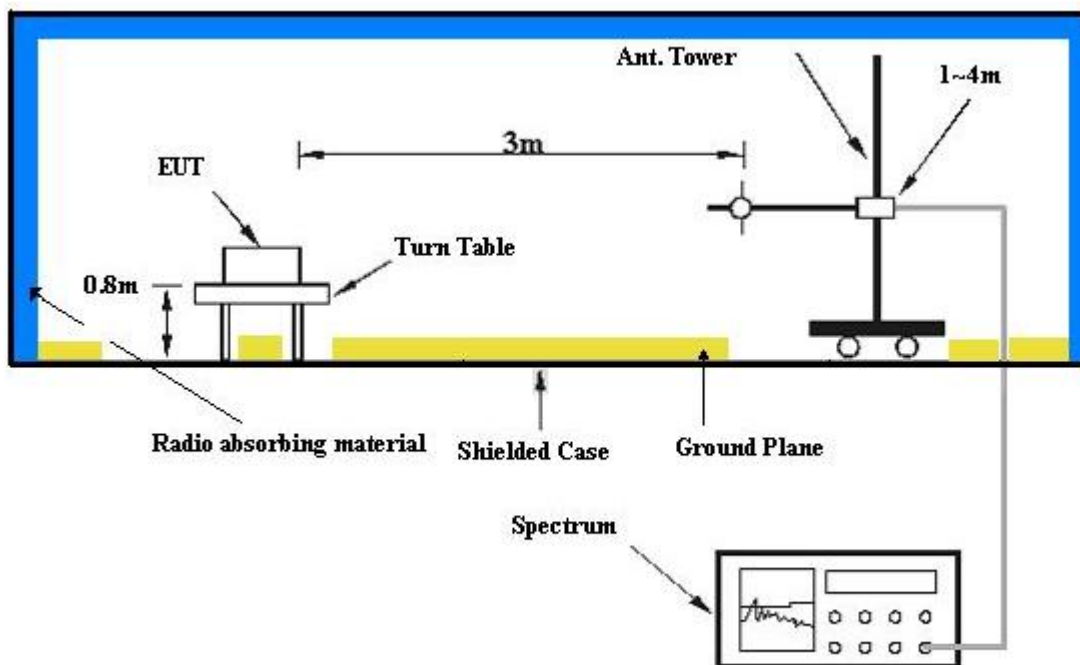 Ant. Tower
1~4m
3m
EUT
Turn Table
0.8m
Radio absorbing material
Shielded Case
Ground Plane
Spectrum